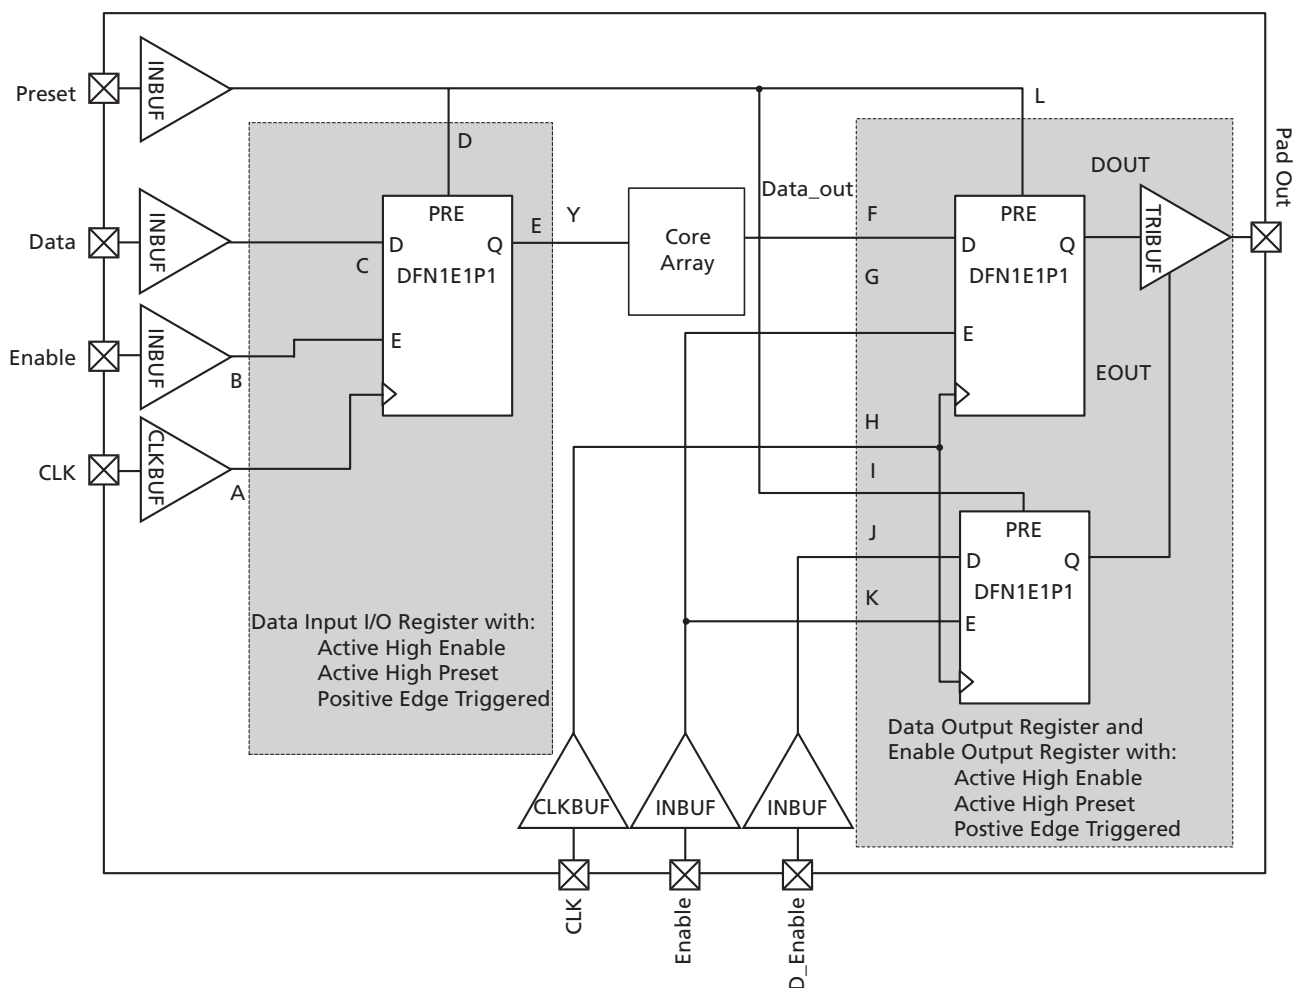 Preset
INBUF
L
D
Pad Out
DOUT
Data_out
PRE
PRE
TRIBUF
INBUF
Data
E
Y
F
D
Q
Core
Array
D
Q
C
DFN1E1P1
G
DFN1E1P1
Enable
INBUF
E
E
B
EOUT
CLK
CLKBUF
A
H
I
PRE
J
D
Q
DFN1E1P1
K
E
Data Input I/O Register with:
Active High Enable
Active High Preset
Positive Edge Triggered
Data Output Register and
Enable Output Register with:
Active High Enable
Active High Preset
Postive Edge Triggered
CLKBUF
INBUF
INBUF
CLK
Enable
D_Enable